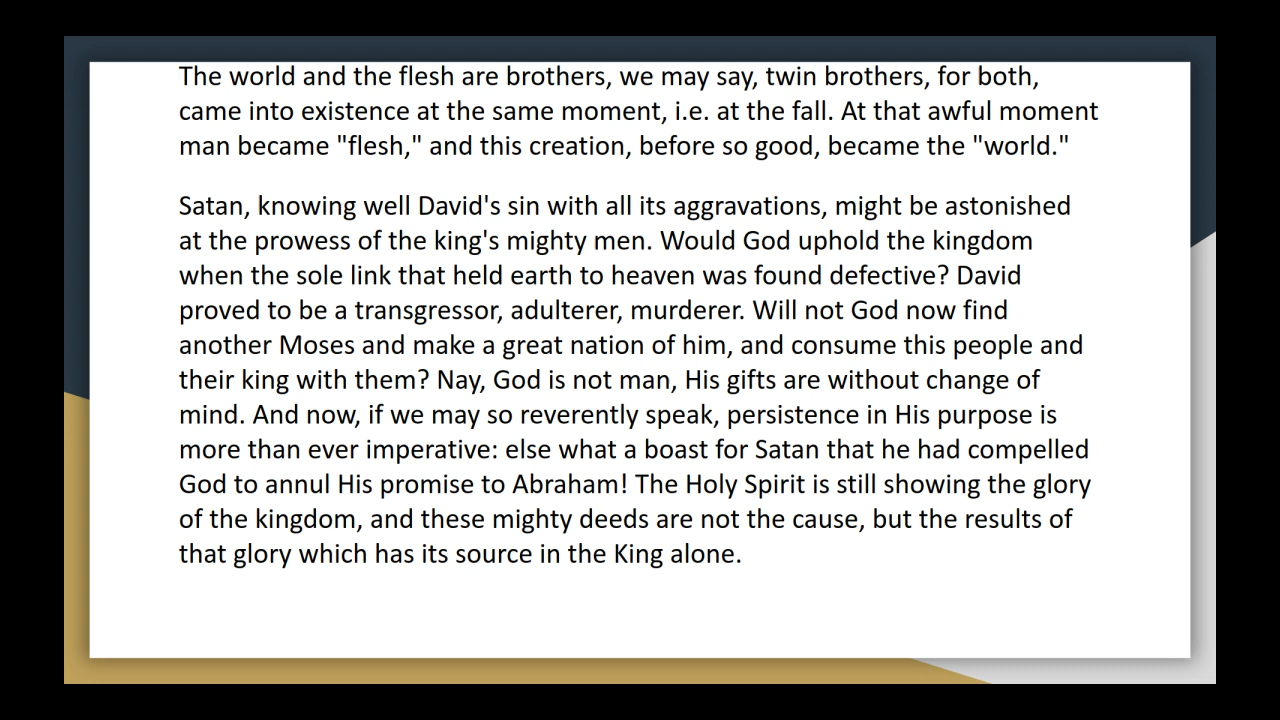 The world and the flesh are brothers, we may say, twin brothers, for both,
came into existence at the same moment, i.e. at the fall. At that awful moment
man became "flesh," and this creation, before so good, became the "world."
Satan, knowing well David's sin with all its aggravations, might be astonished
at the prowess of the king's mighty men. Would God uphold the kingdom
when the sole link that held earth to heaven was found defective? David
proved to be a transgressor, adulterer, murderer. Will not God now find
another Moses and make a great nation of him, and consume this people and
their king with them? Nay, God is not man, His gifts are without change of
mind. And now, if we may so reverently speak, persistence in His purpose is
more than ever imperative: else what a boast for Satan that he had compelled
God to annul His promise to Abraham! The Holy Spirit is still showing the glory
of the kingdom, and these mighty deeds are not the cause, but the results of
that glory which has its source in the King alone.